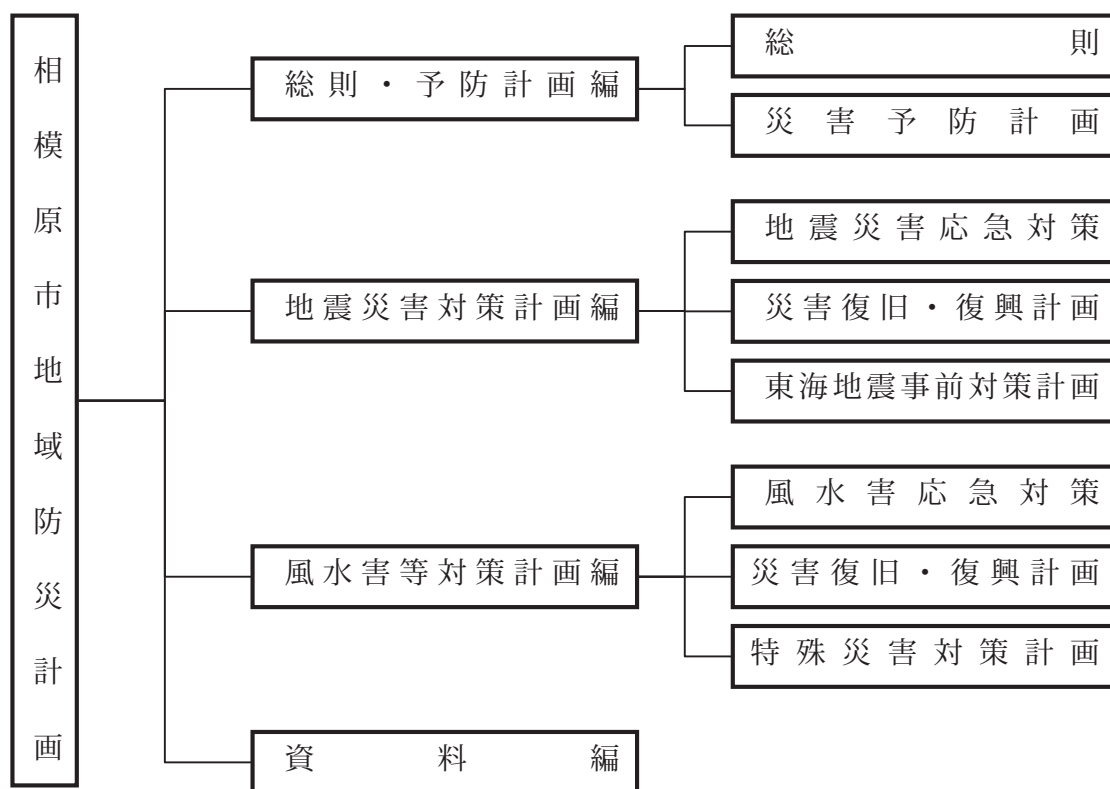 相模原市地域防災計画
総則・予防計画編
総則
災害予防計画
地震災害対策計画編
地震災害応急対策
災害復旧・復興計画
東海地震事前対策計画
風水害等対策計画編
風水害応急対策
災害復旧・復興計画
特殊災害対策計画
資料編